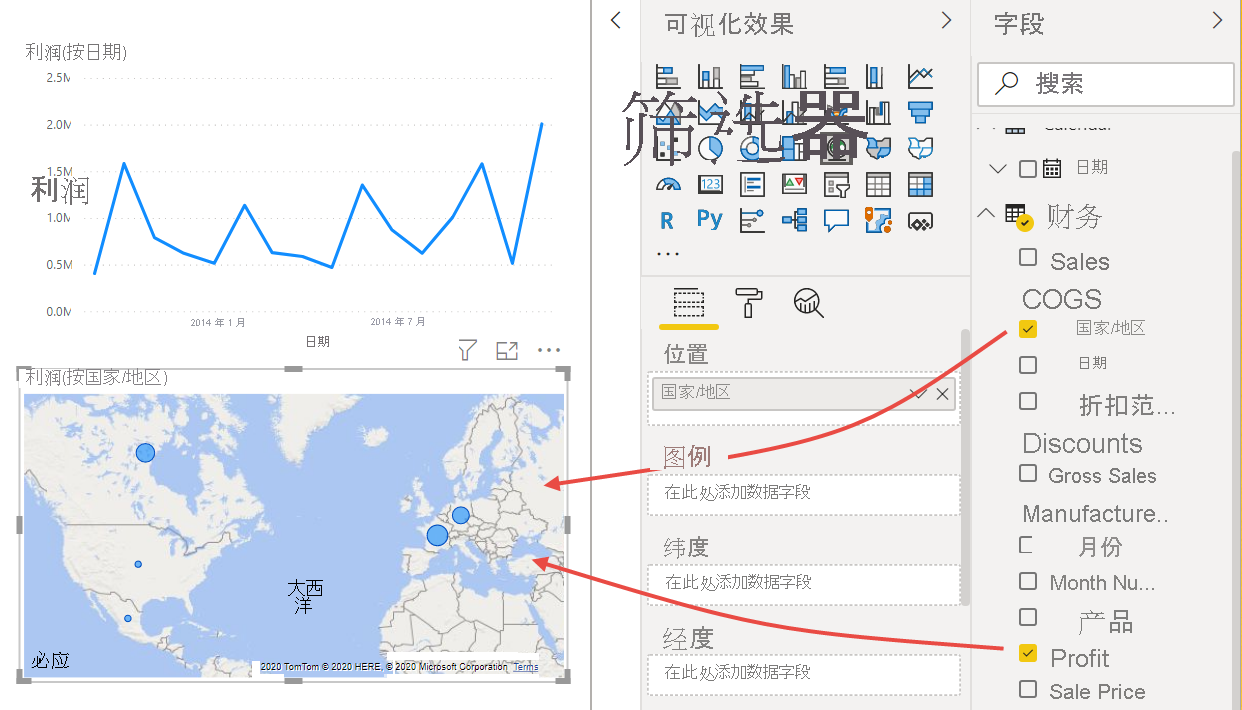 利润(按日期)
2.5M
2.0M
1.5M
利润
1.0M
0.5M
0.0M
2014 年 1 月
2014 年 7 月
日期
利润(按国家/地区)
大西
洋
必应
2020 TomTom © 2020 HERE, © 2020 Microsoft Corporation Terms
筛选器
可视化效果
123
R
Py
位置
国家/地区
图例
在此处添加数据字段
纬度
在此处添加数据字段
经度
在此处添加数据字段
字段
搜索
Calendar
日期
财务
Sales
COGS
国家/地区
日期
折扣范...
Discounts
Gross Sales
Manufacture..
月份
Month Nu...
产品
Profit
Sale Price